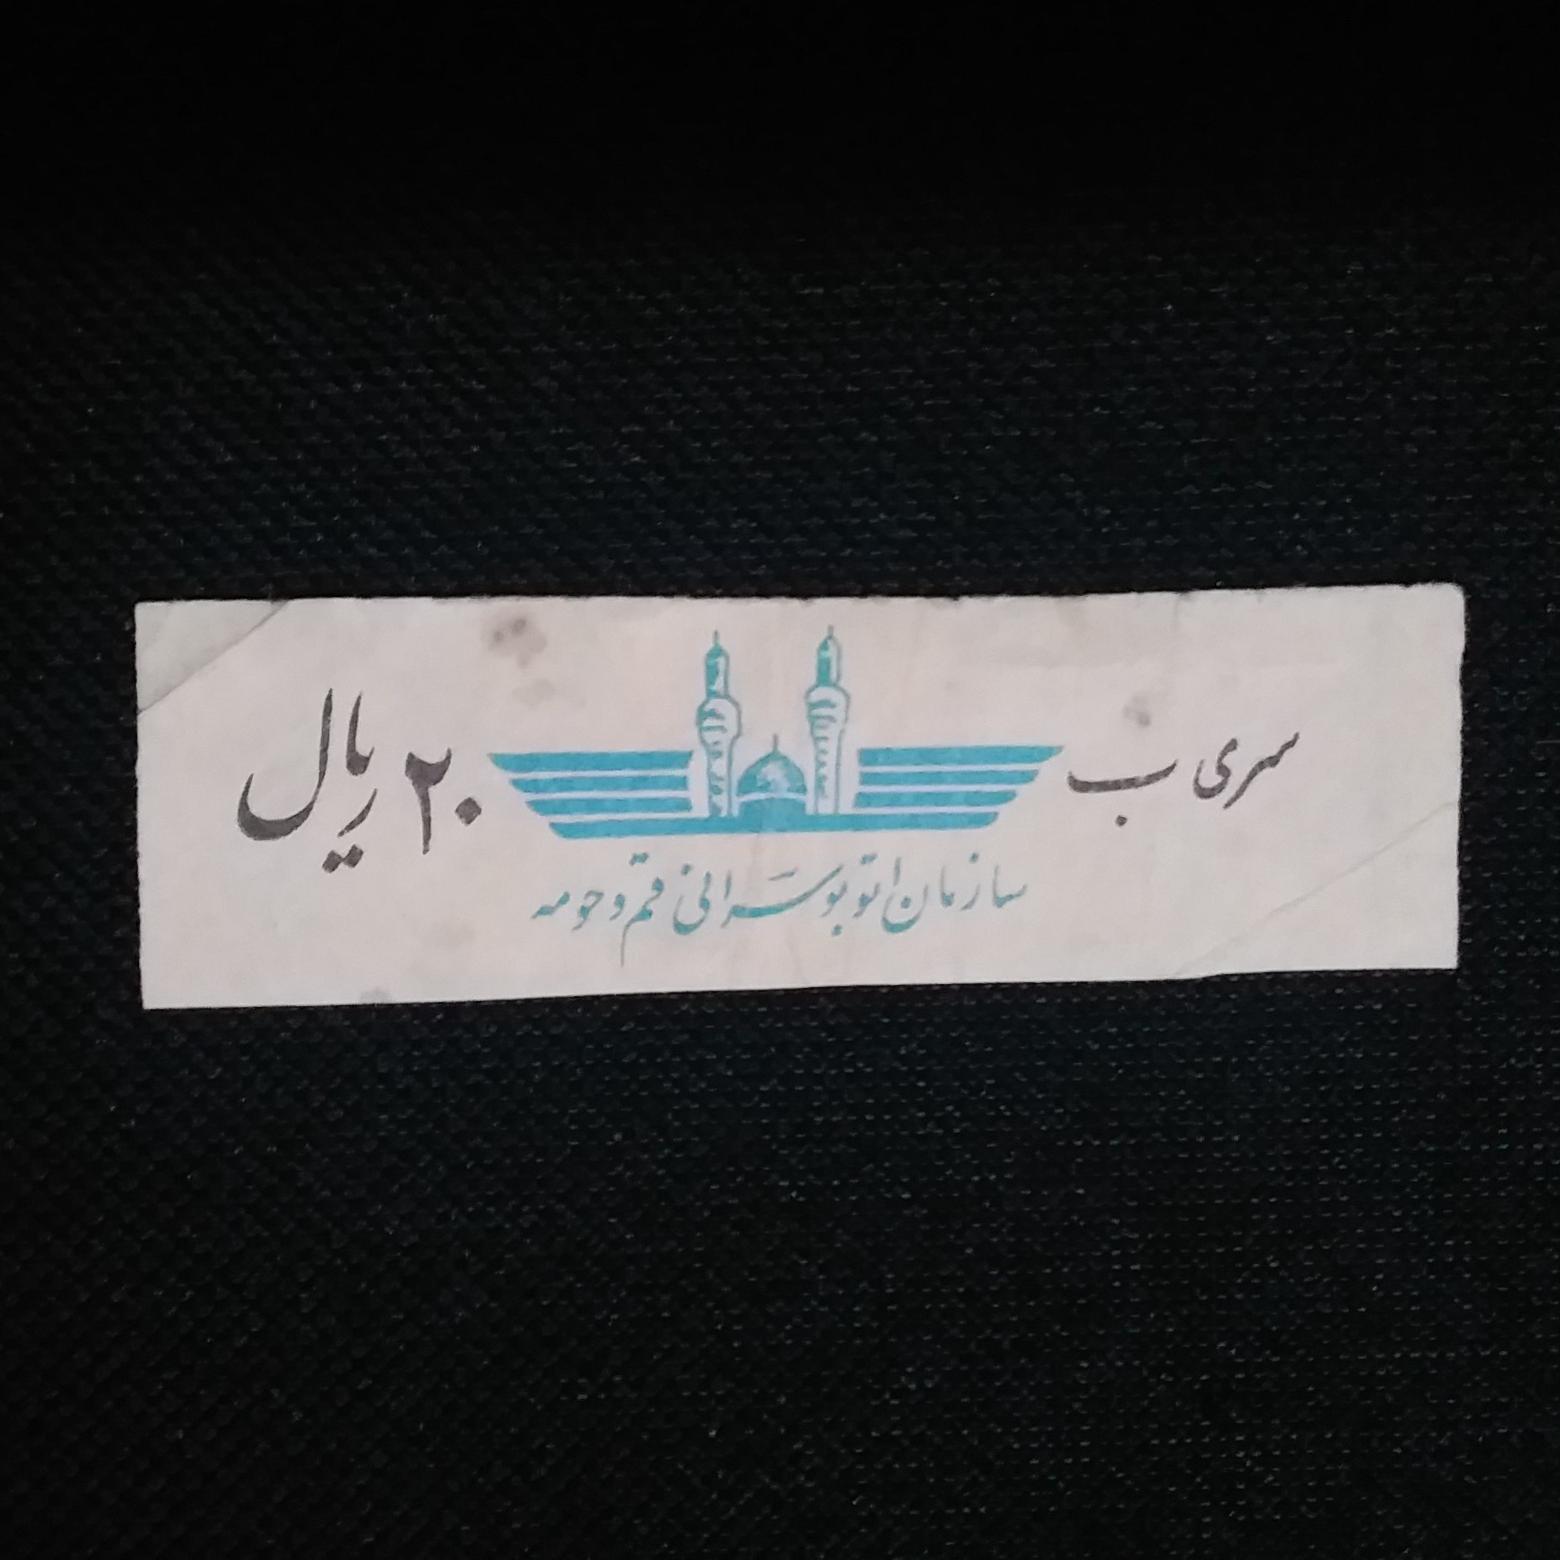 سری ب
۲۰ ریال
سازمان اتوبوسرانی قم و حومه